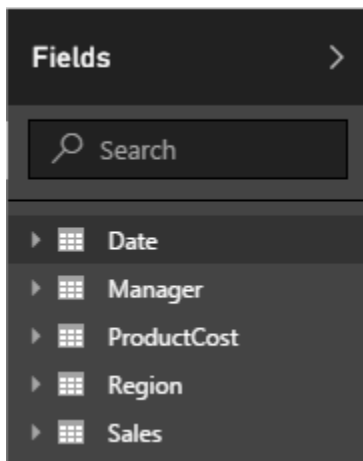 Fields
Search
Date
Manager
ProductCost
Region
Sales